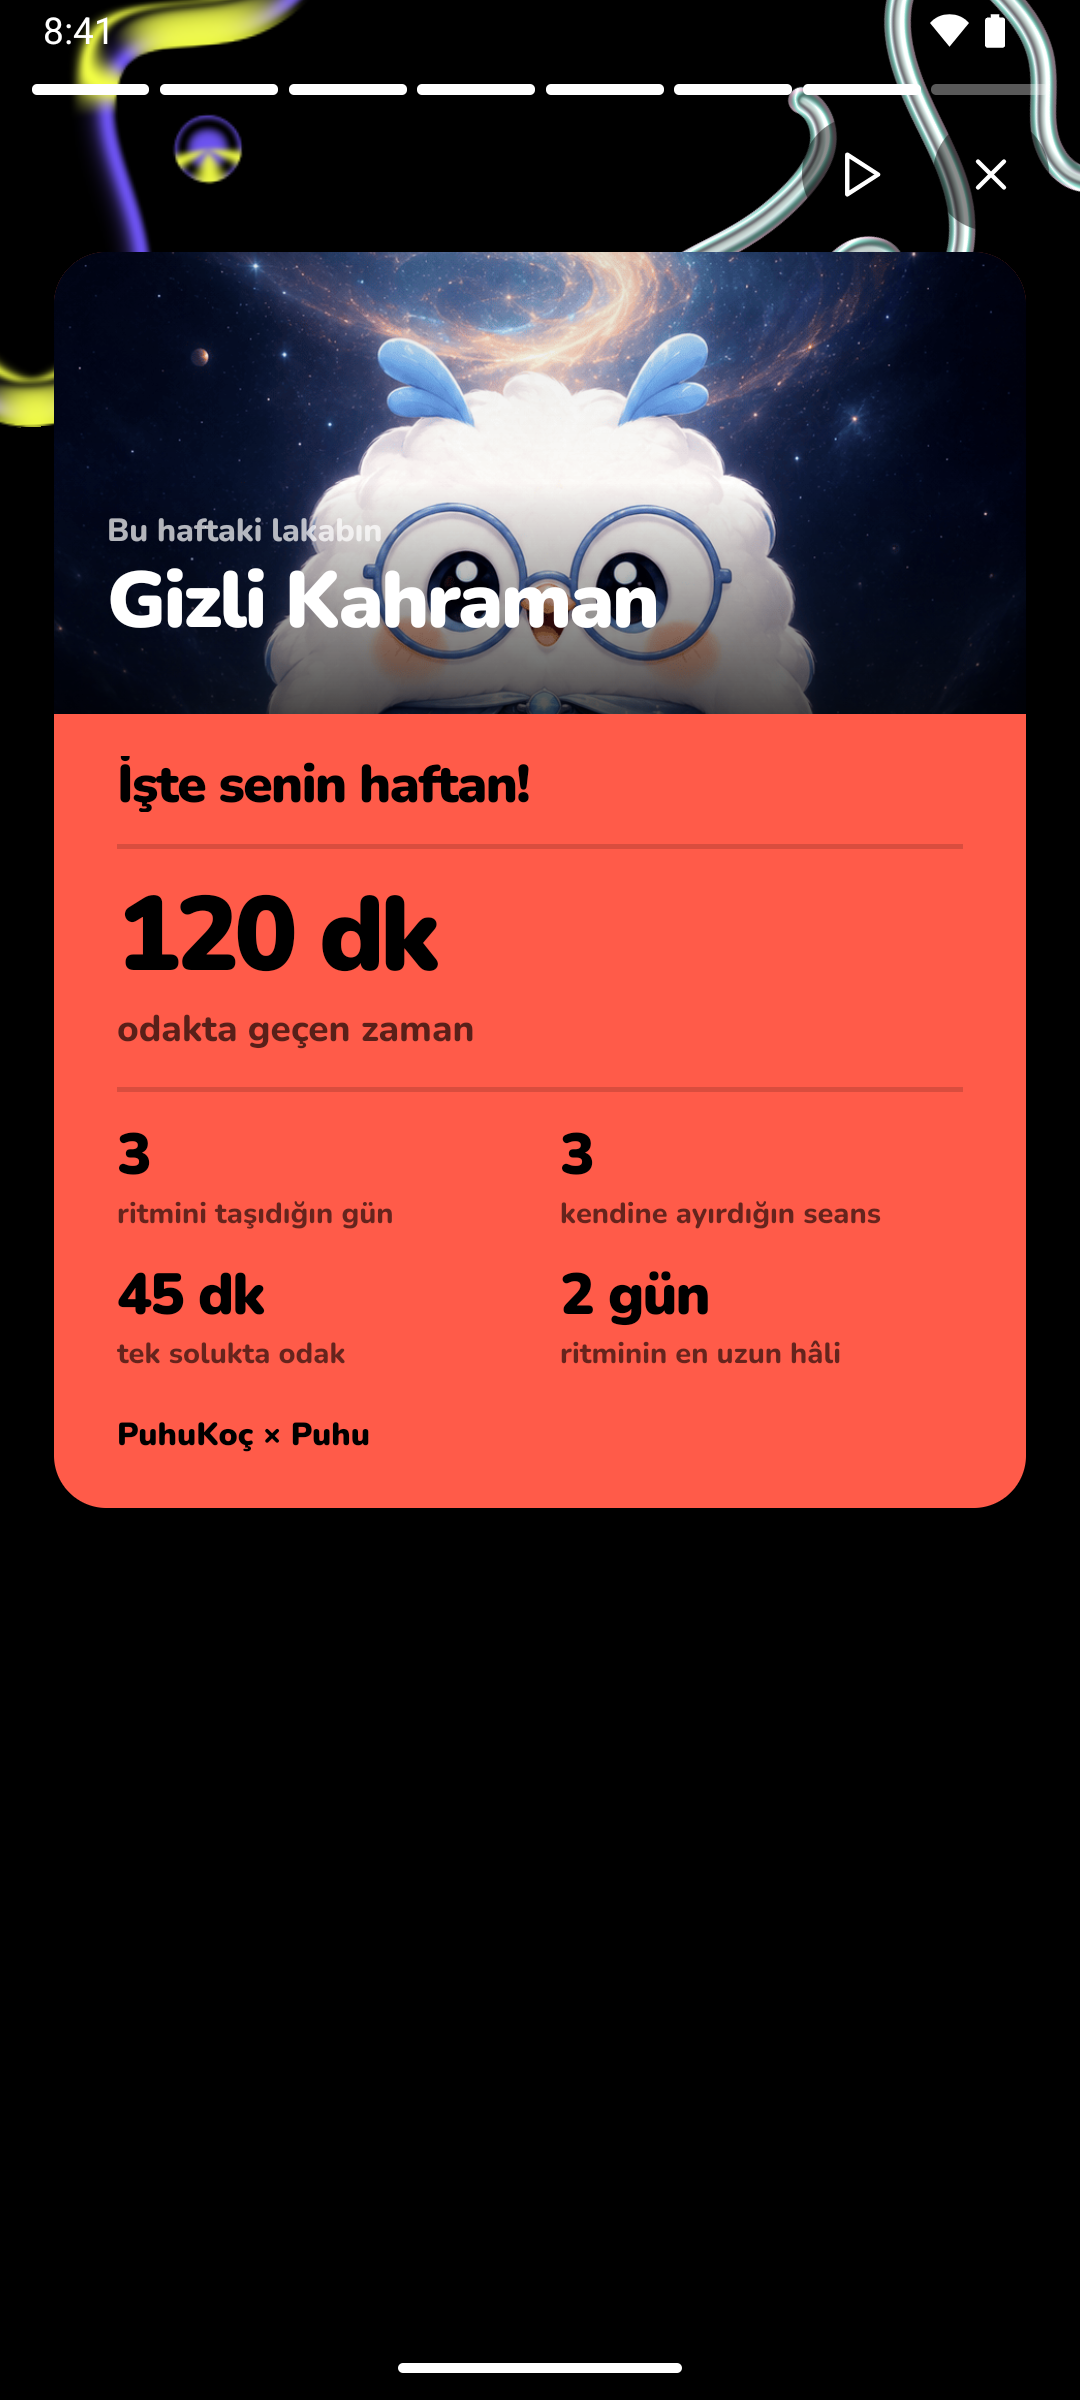 8:41
Bu haftaki lakabın
Gizli Kahraman
İşte senin haftan!
120 dk
odakta geçen zaman
3
ritmini taşıdığın gün
3
kendine ayırdığın seans
45 dk
tek solukta odak
2 gün
ritminin en uzun hâli
PuhuKoç × Puhu